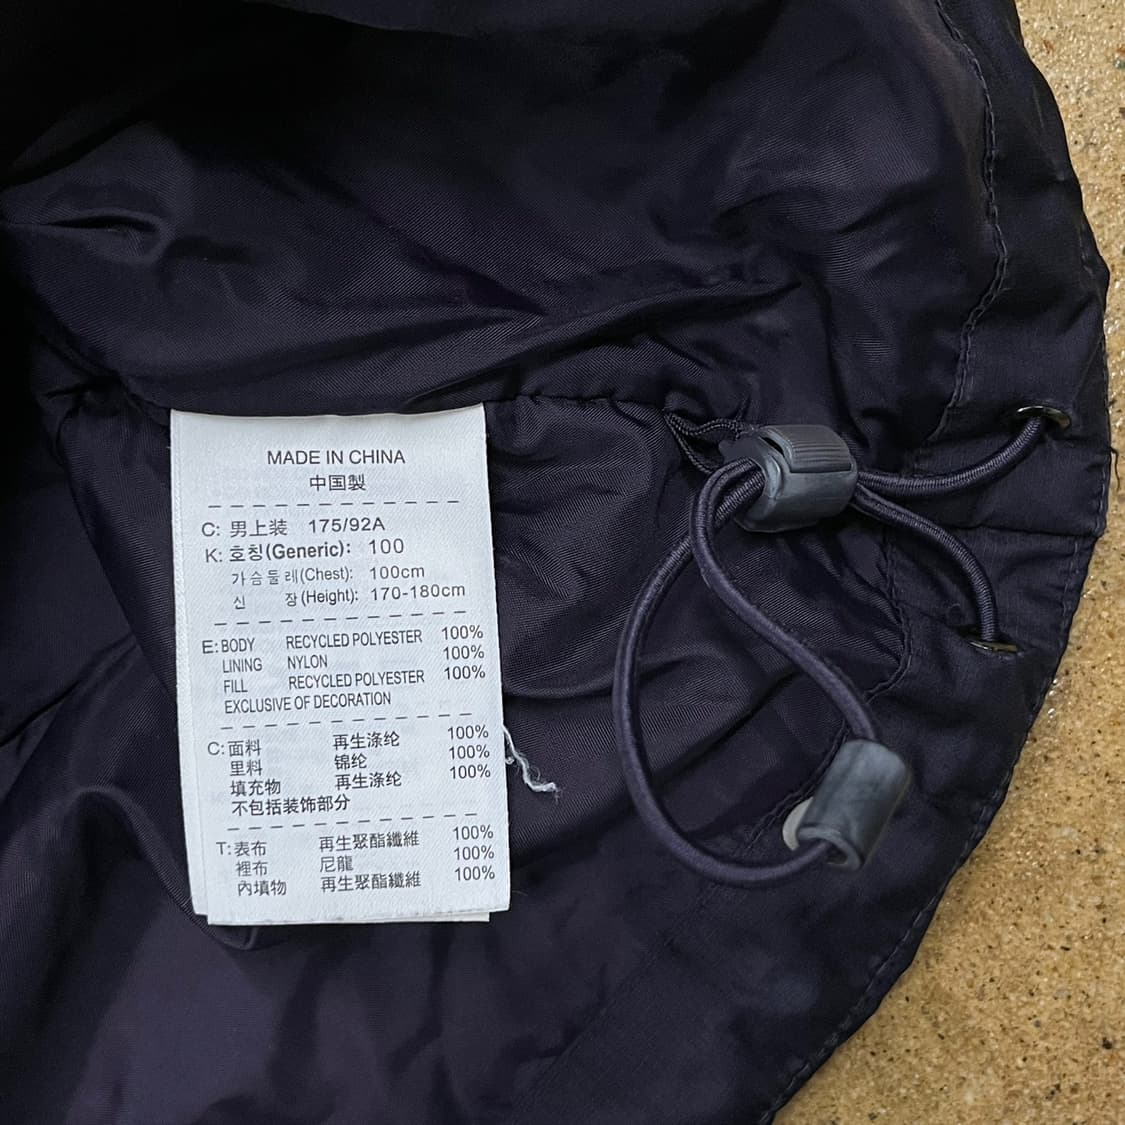 MADE IN CHINA
中国製
C: 男上装 175/92A
K: 호칭(Generic): 100
가슴둘레(Chest): 100cm
신 장(Height): 170-180cm
E: BODY RECYCLED POLYESTER 100%
LINING NYLON 100%
FILL RECYCLED POLYESTER 100%
EXCLUSIVE OF DECORATION
C: 面料 再生涤纶 100%
里料 锦纶 100%
填充物 再生涤纶 100%
不包括装饰部分
T: 表布 再生聚酯纖維 100%
裡布 尼龍 100%
內填物 再生聚酯纖維 100%